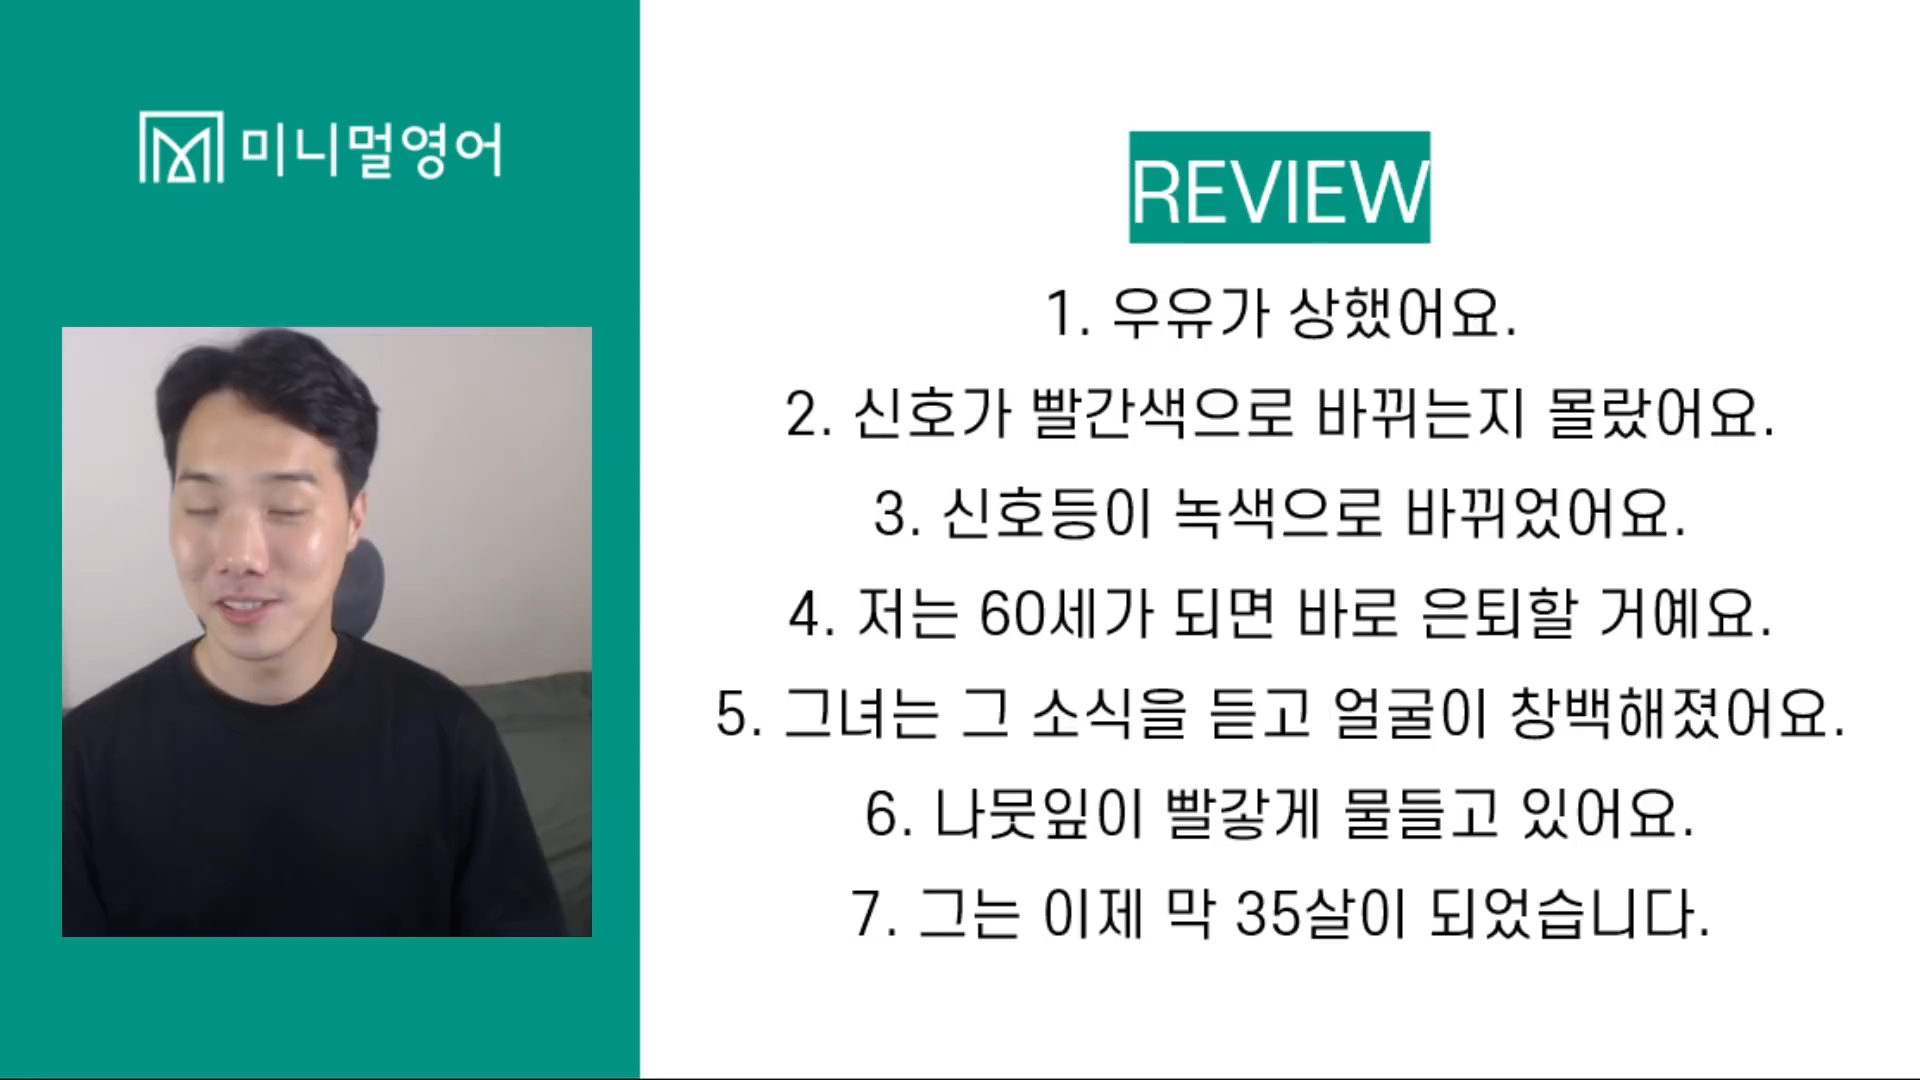 미니멀영어
REVIEW
1. 우유가 상했어요.
2. 신호가 빨간색으로 바뀌는지 몰랐어요.
3. 신호등이 녹색으로 바뀌었어요.
4. 저는 60세가 되면 바로 은퇴할 거예요.
5. 그녀는 그 소식을 듣고 얼굴이 창백해졌어요.
6. 나뭇잎이 빨갛게 물들고 있어요.
7. 그는 이제 막 35살이 되었습니다.